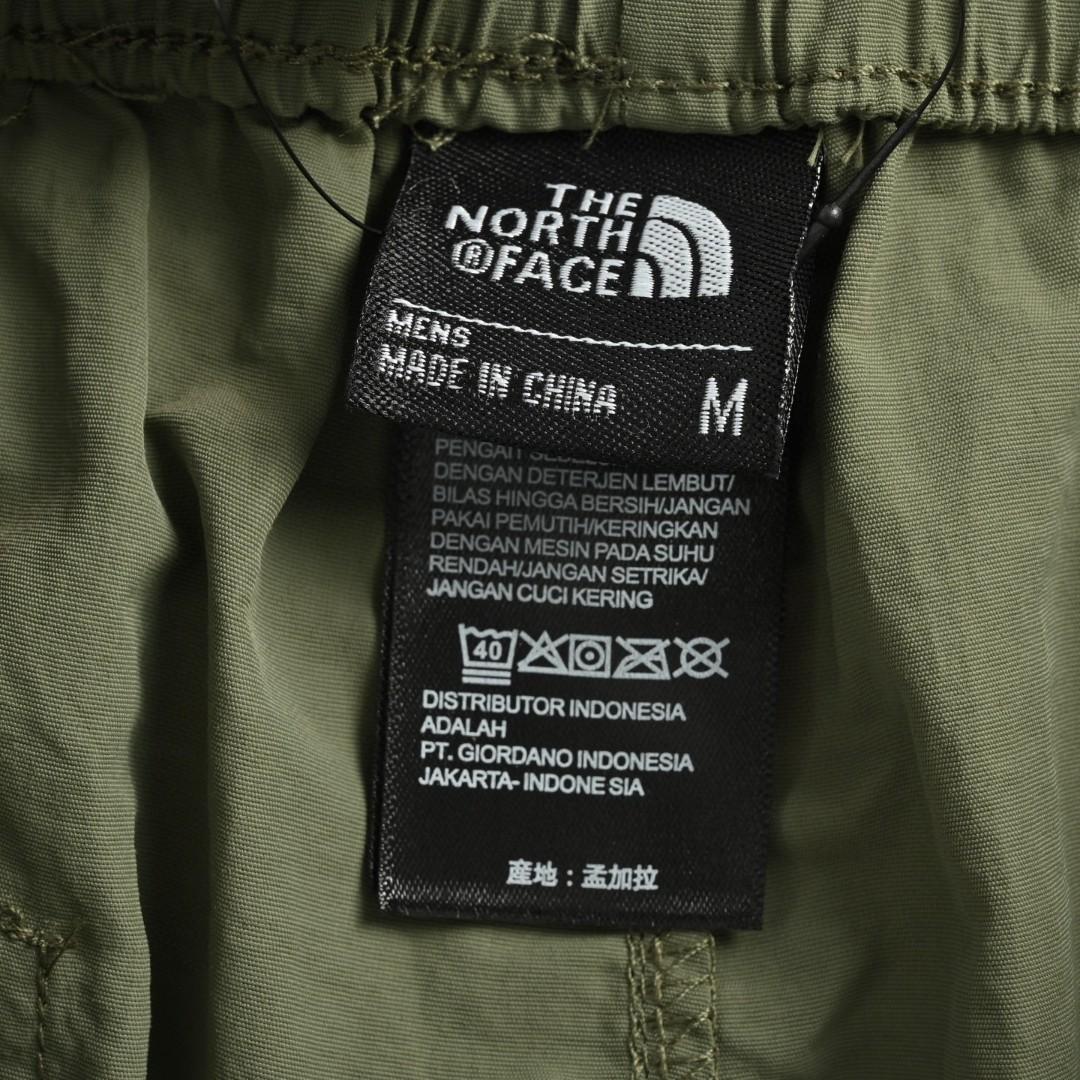 THE
NORTH
®FACE
MENS
MADE IN CHINA
M
PENGAIT
DENGAN DETERJEN LEMBUT/
BILAS HINGGA BERSIH/JANGAN
PAKAI PEMUTIH/KERINGKAN
DENGAN MESIN PADA SUHU
RENDAH/JANGAN SETRIKA/
JANGAN CUCI KERING
40
DISTRIBUTOR INDONESIA
ADALAH
PT. GIORDANO INDONESIA
JAKARTA- INDONE SIA
産地：孟加拉